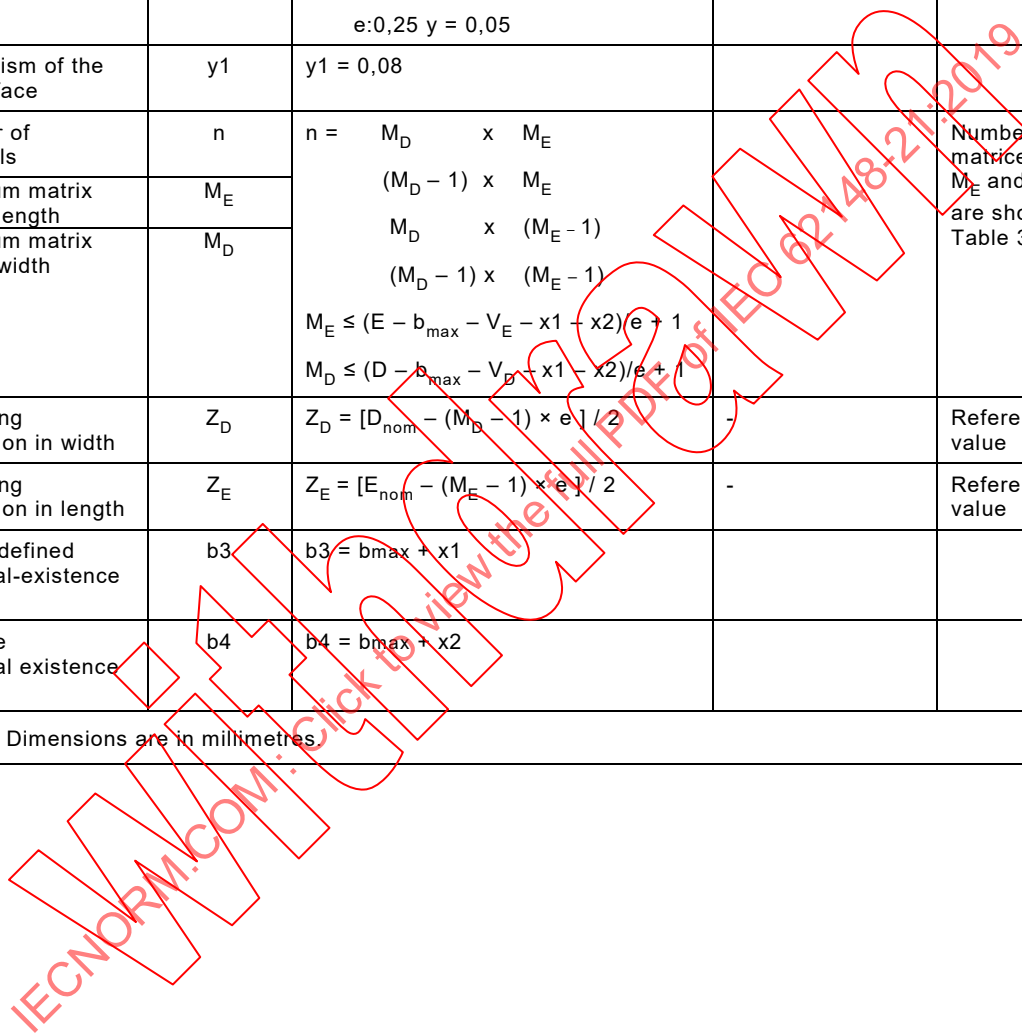 e:0,25 y = 0,05
ism of the
ace
y1
y1 = 0,08
r of
ls
n
n = M_D x M_E
(M_D – 1) x M_E
M_D x (M_E – 1)
(M_D – 1) x (M_E – 1)
M_E ≤ (E – b_max – V_E – x1 – x2)/e + 1
M_D ≤ (D – b_max – V_D – x1 – x2)/e + 1
Numbe
matrice
M_E and
are sho
Table 3
um matrix
ength
M_E
um matrix
width
M_D
ng
on in width
Z_D
Z_D = [D_nom – (M_D – 1) × e ] / 2
-
Refere
value
ng
on in length
Z_E
Z_E = [E_nom – (M_E – 1) × e ] / 2
-
Refere
value
defined
al-existence
b3
b3 = bmax + x1
e
al existence
b4
b4 = bmax + x2
Dimensions are in millimetres.
Withdrawn
IECNORM.COM : Click to view the full PDF of IEC 62148-21:2019